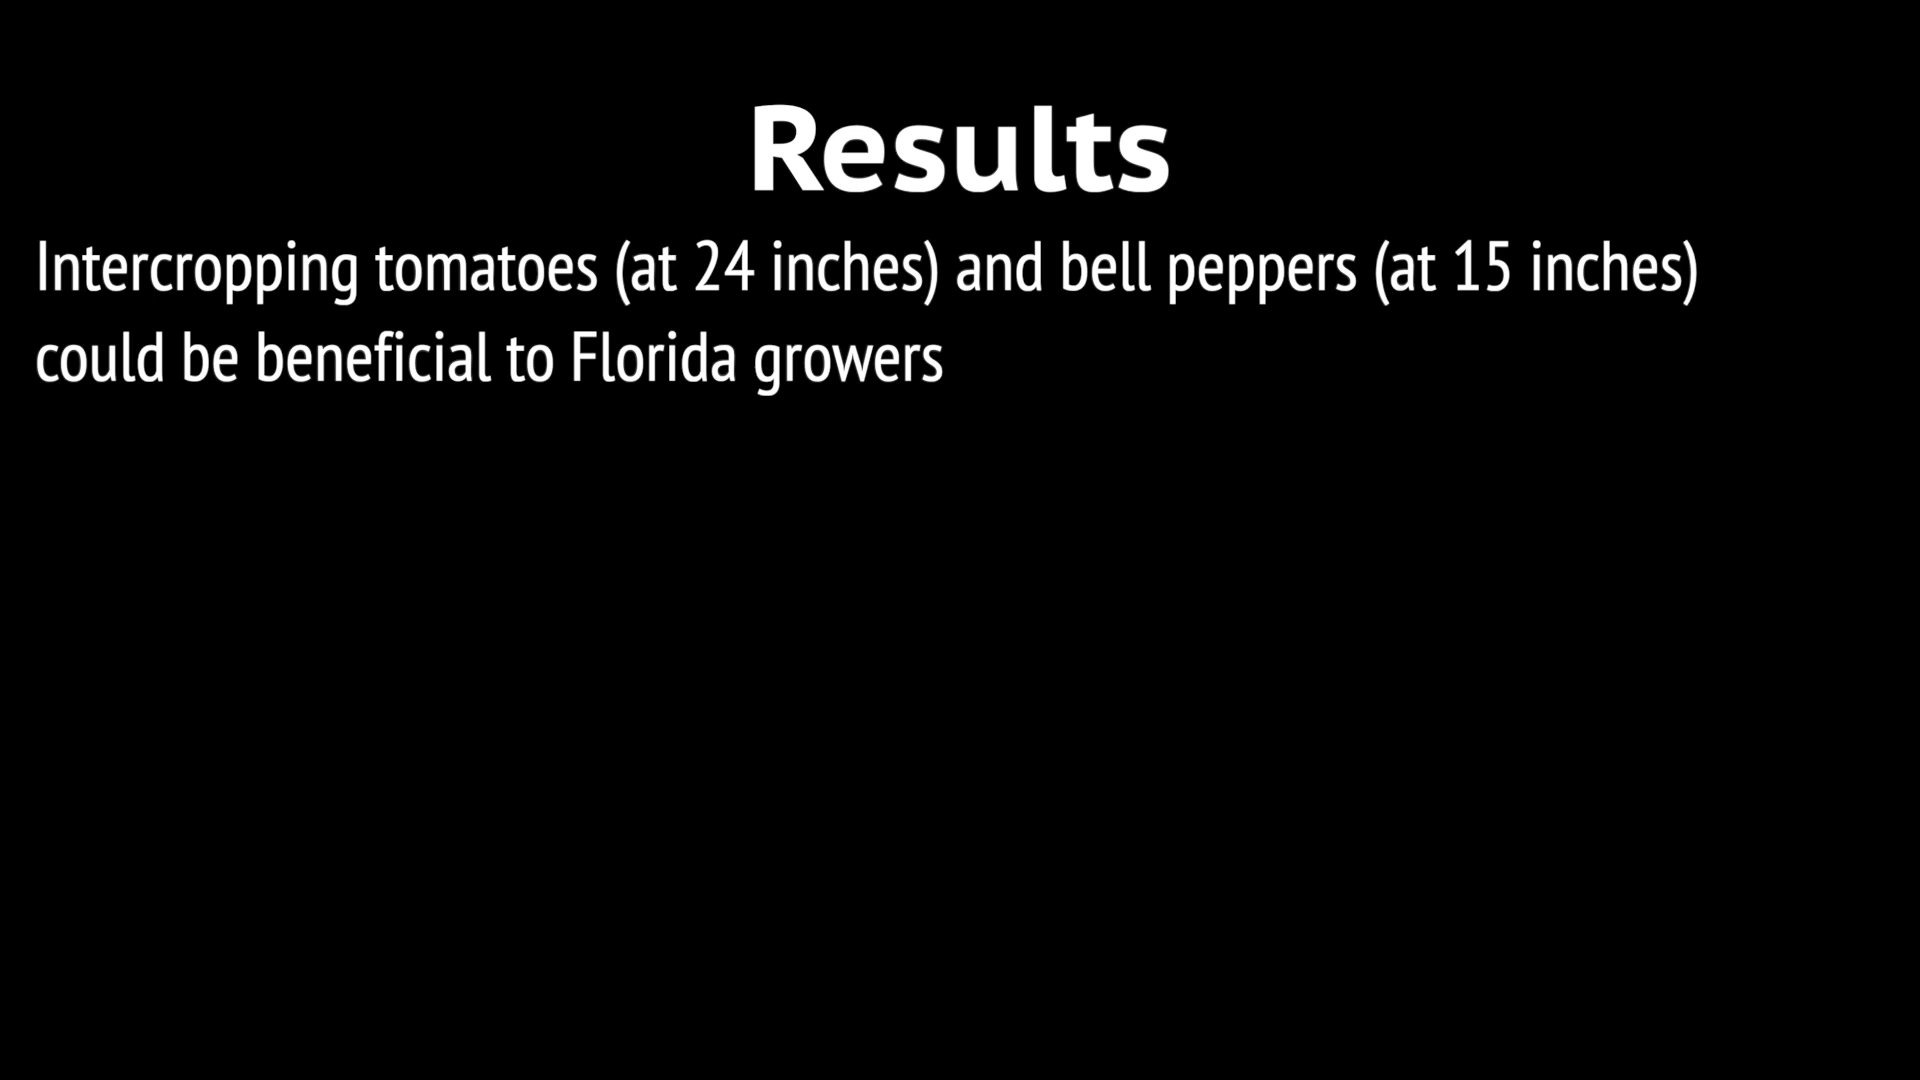 Results
Intercropping tomatoes (at 24 inches) and bell peppers (at 15 inches)
could be beneficial to Florida growers